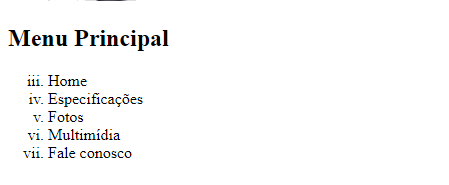 Menu Principal
iii. Home
iv. Especificações
v. Fotos
vi. Multimídia
vii. Fale conosco